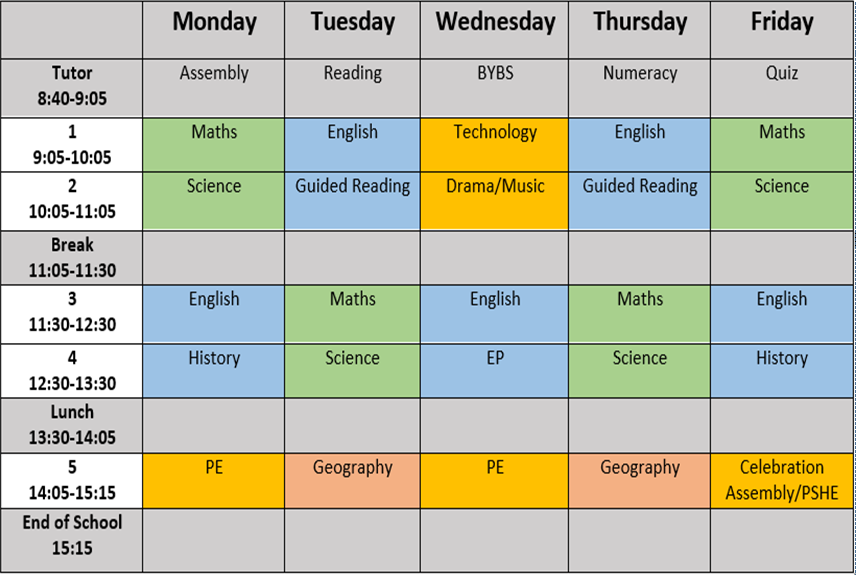 Monday Tuesday Wednesday Thursday Friday
Tutor
8:40-9:05 Assembly Reading BYBS Numeracy Quiz
1
9:05-10:05 Maths English Technology English Maths
2
10:05-11:05 Science Guided Reading Drama/Music Guided Reading Science
Break
11:05-11:30
3
11:30-12:30 English Maths English Maths English
4
12:30-13:30 History Science EP Science History
Lunch
13:30-14:05
5
14:05-15:15 PE Geography PE Geography Celebration
Assembly/PSHE
End of School
15:15